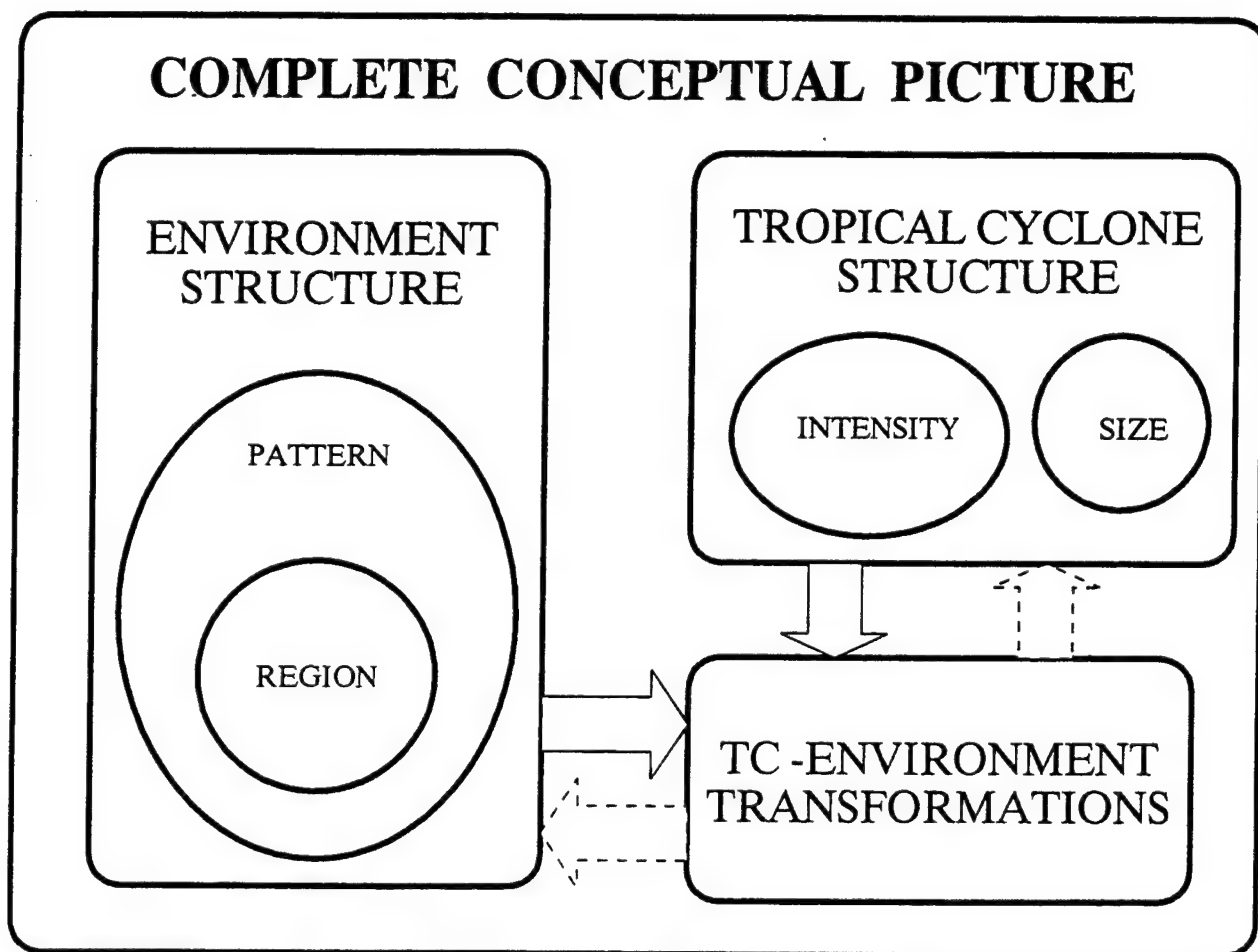 COMPLETE CONCEPTUAL PICTURE
ENVIRONMENT
STRUCTURE
PATTERN
REGION
TROPICAL CYCLONE
STRUCTURE
INTENSITY
SIZE
TC -ENVIRONMENT
TRANSFORMATIONS